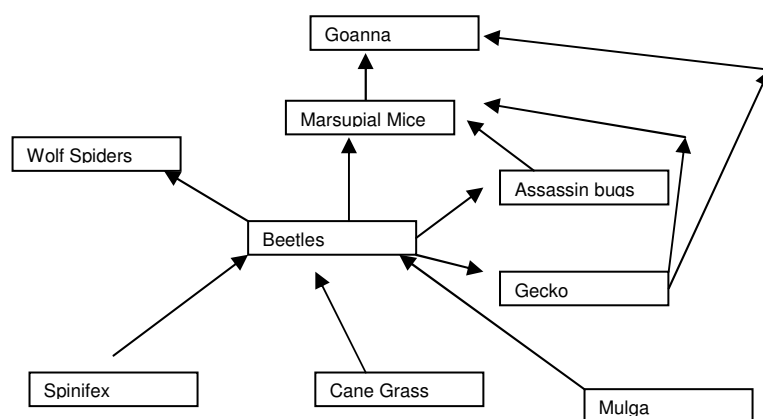 Goanna
Marsupial Mice
Wolf Spiders
Assassin bugs
Beetles
Gecko
Spinifex
Cane Grass
Mulga